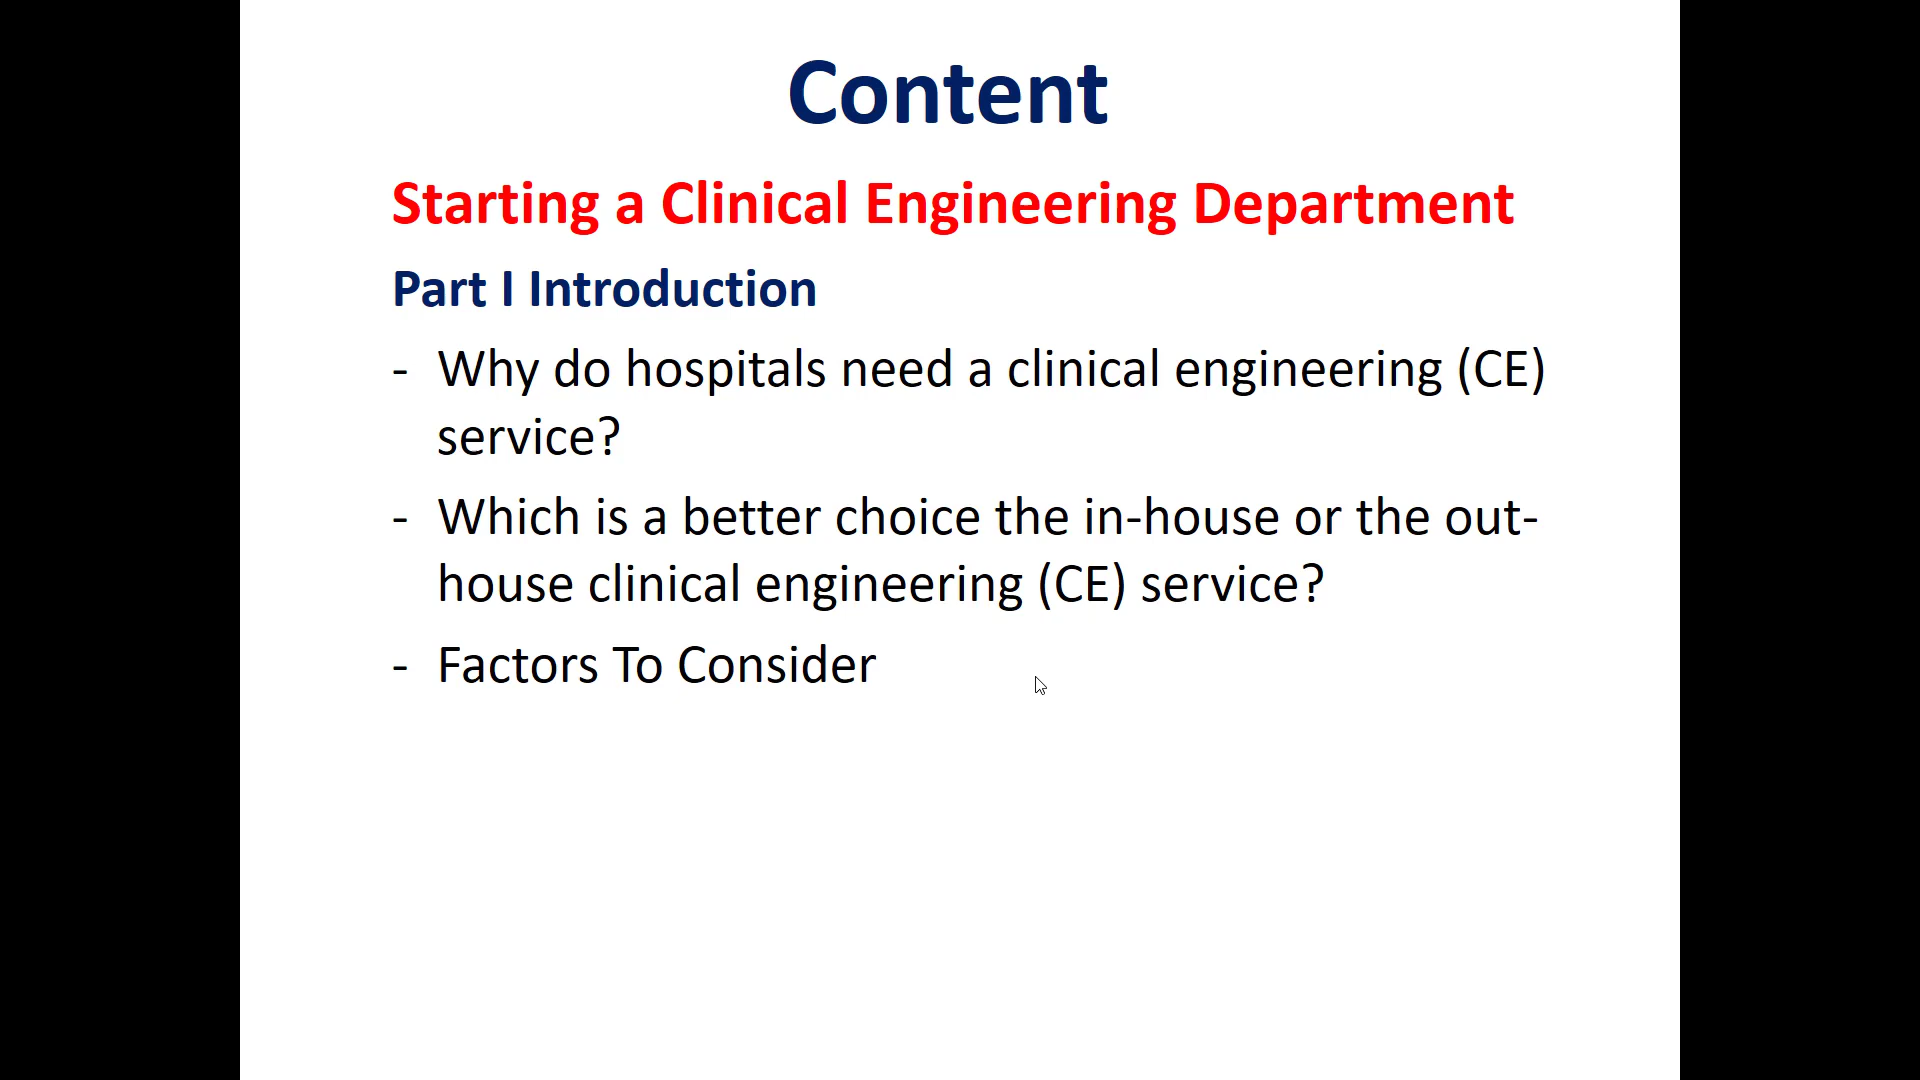 Content
Starting a Clinical Engineering Department
Part I Introduction
- Why do hospitals need a clinical engineering (CE)
service?
- Which is a better choice the in-house or the out-
house clinical engineering (CE) service?
- Factors To Consider